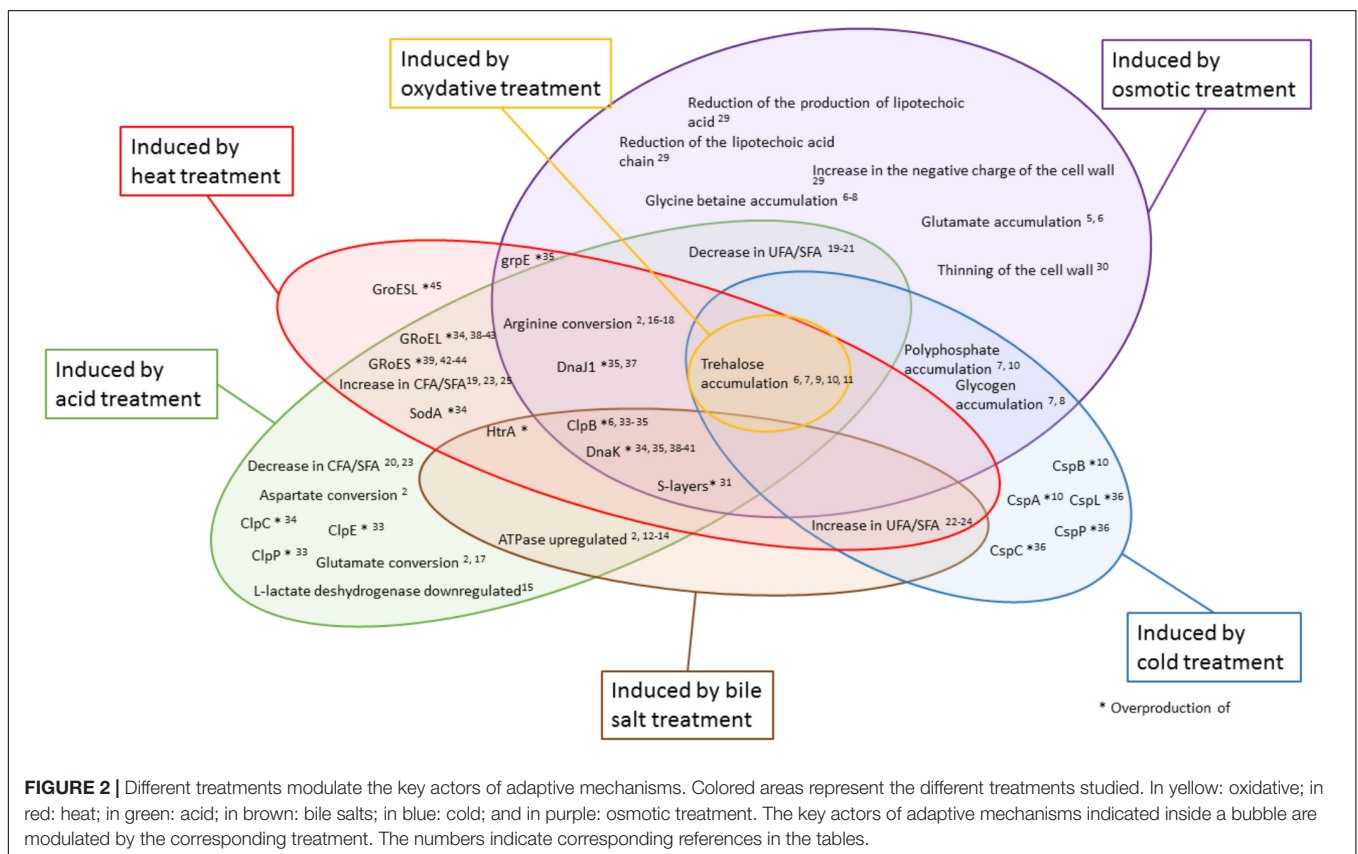 Induced by
oxydative treatment
Induced by
osmotic treatment
Induced by
heat treatment
Reduction of the production of lipotechoic
acid 29
Reduction of the lipotechoic acid
chain 29
Increase in the negative charge of the cell wall
29
Glycine betaine accumulation 6-8
Glutamate accumulation 5, 6
Decrease in UFA/SFA 19-21
Thinning of the cell wall 30
grpE *35
GroESL *45
Arginine conversion 2, 16-18
GRoEL *34, 38-43
GRoES *39, 42-44
Increase in CFA/SFA19, 23, 25
DnaJ1 *35, 37
Trehalose
accumulation 6, 7, 9, 10, 11
Polyphosphate
accumulation 7, 10
Glycogen
accumulation 7, 8
Induced by
acid treatment
SodA *34
HtrA *
ClpB *6, 33-35
DnaK * 34, 35, 38-41
S-layers* 31
Decrease in CFA/SFA 20, 23
Aspartate conversion 2
ClpC * 34
ClpE * 33
ClpP * 33
Glutamate conversion 2, 17
L-lactate deshydrogenase downregulated15
ATPase upregulated 2, 12-14
Increase in UFA/SFA 22-24
CspB *10
CspA *10
CspL *36
CspP *36
CspC *36
Induced by
cold treatment
Induced by bile
salt treatment
* Overproduction of
FIGURE 2 | Different treatments modulate the key actors of adaptive mechanisms. Colored areas represent the different treatments studied. In yellow: oxidative; in
red: heat; in green: acid; in brown: bile salts; in blue: cold; and in purple: osmotic treatment. The key actors of adaptive mechanisms indicated inside a bubble are
modulated by the corresponding treatment. The numbers indicate corresponding references in the tables.